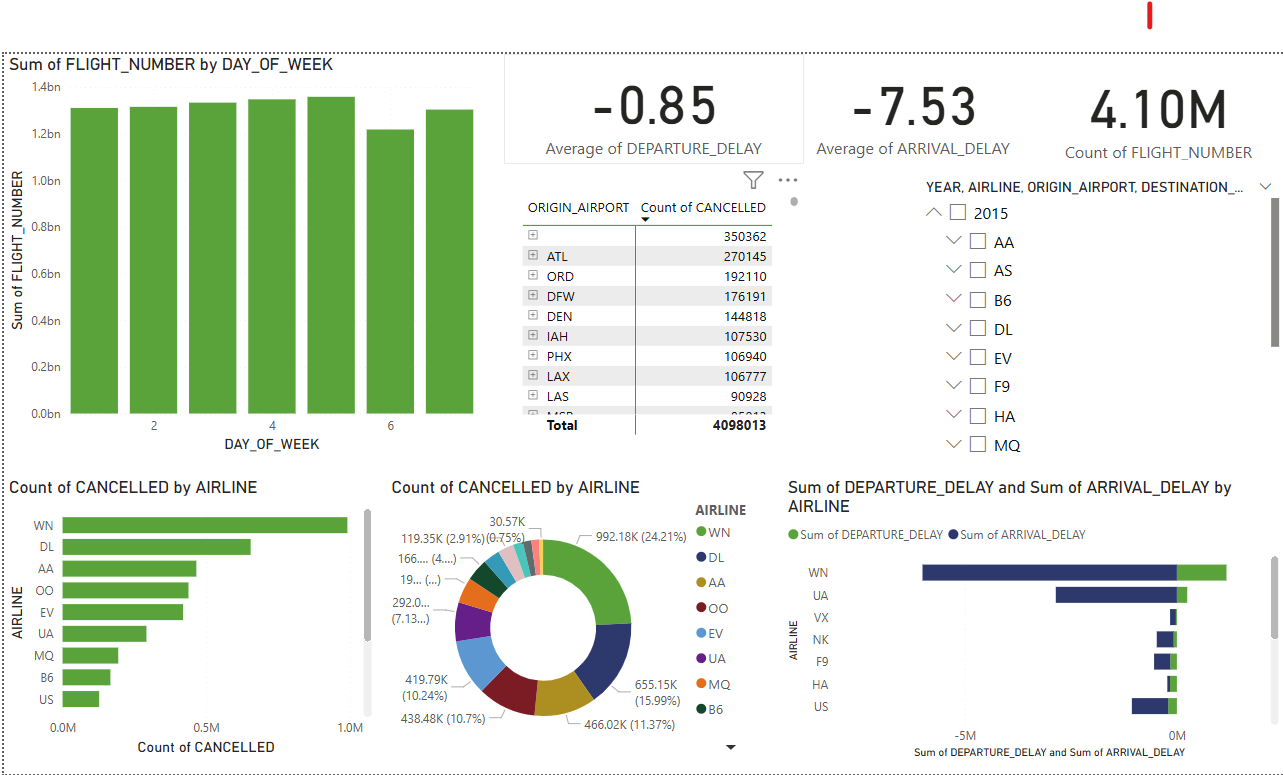 Sum of FLIGHT_NUMBER by DAY_OF_WEEK
1.4bn
1.2bn
1.0bn
0.8bn
0.6bn
0.4bn
0.2bn
0.0bn
Sum of FLIGHT_NUMBER
2 4 6
DAY_OF_WEEK
-0.85
Average of DEPARTURE_DELAY
-7.53
Average of ARRIVAL_DELAY
4.10M
Count of FLIGHT_NUMBER
ORIGIN_AIRPORT Count of CANCELLED
350362
ATL 270145
ORD 192110
DFW 176191
DEN 144818
IAH 107530
PHX 106940
LAX 106777
LAS 90928
Total 4098013
YEAR, AIRLINE, ORIGIN_AIRPORT, DESTINATION_...
2015
AA
AS
B6
DL
EV
F9
HA
MQ
Count of CANCELLED by AIRLINE
AIRLINE
WN
DL
AA
OO
EV
UA
MQ
B6
US
0.0M 0.5M 1.0M
Count of CANCELLED
Count of CANCELLED by AIRLINE
30.57K
(0.75%)
119.35K (2.91%)
166.... (4....)
19... (...)
292.0...
(7.13...)
419.79K
(10.24%)
438.48K (10.7%)
466.02K (11.37%)
655.15K
(15.99%)
992.18K (24.21%)
AIRLINE
WN
DL
AA
OO
EV
UA
MQ
B6
Sum of DEPARTURE_DELAY and Sum of ARRIVAL_DELAY by
AIRLINE
Sum of DEPARTURE_DELAY Sum of ARRIVAL_DELAY
AIRLINE
WN
UA
VX
NK
F9
HA
US
-5M 0M
Sum of DEPARTURE_DELAY and Sum of ARRIVAL_DELAY